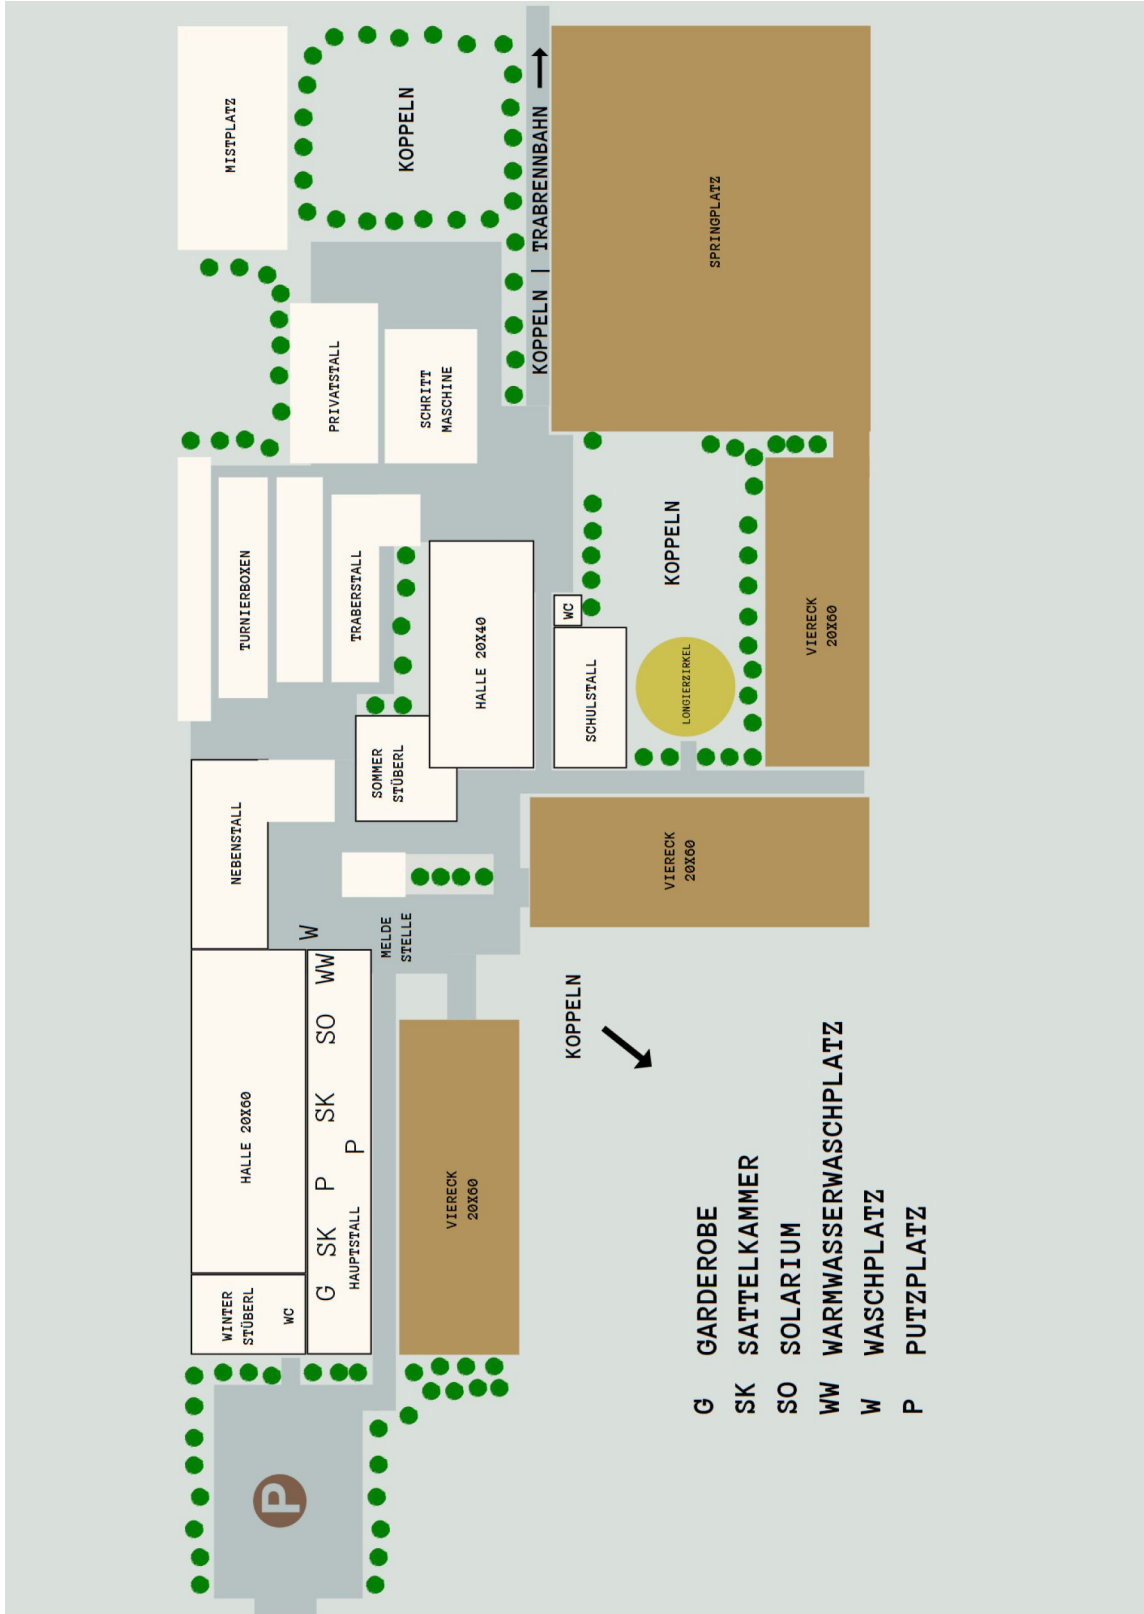 MISTPLATZ
KOPPELN
KOPPELN | TRABRENNBAHN
SPRINGPLATZ
PRIVATSTALL
SCHRITT
MASCHINE
TURNIERBOXEN
TRABERSTALL
HALLE 20X40
WC
SCHULSTALL
KOPPELN
LONGIERZIRKEL
VIERECK
20X60
SOMMER
STÜBERL
NEBENSTALL
MELDE
STELLE
VIERECK
20X60
W
WW
SO
SK
P
P
SK
G
HAUPTSTALL
HALLE 20X60
WINTER
STÜBERL
WC
VIERECK
20X60
KOPPELN
P
G GARDEROBE
SK SATTELKAMMER
SO SOLARIUM
WW WARMWASSERWASCHPLATZ
W WASCHPLATZ
P PUTZPLATZ